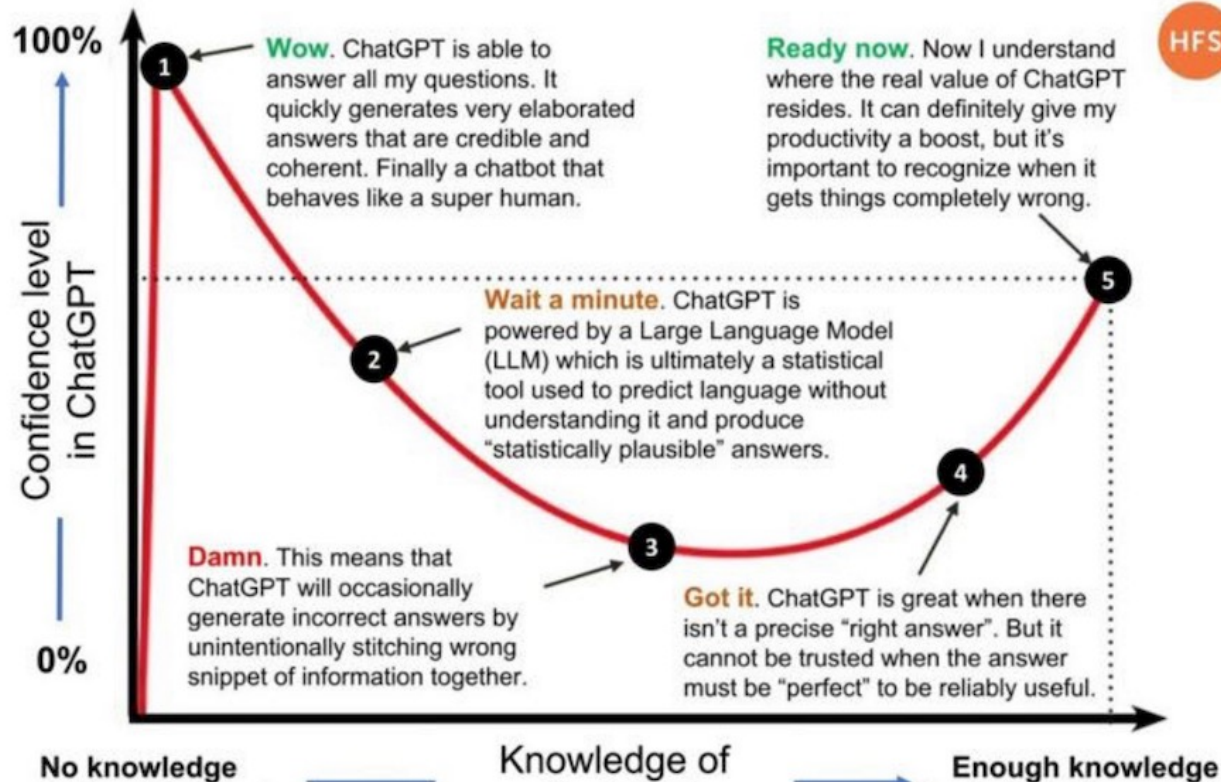 100%
HFS
1
Wow. ChatGPT is able to
answer all my questions. It
quickly generates very elaborated
answers that are credible and
coherent. Finally a chatbot that
behaves like a super human.
Ready now. Now I understand
where the real value of ChatGPT
resides. It can definitely give my
productivity a boost, but it's
important to recognize when it
gets things completely wrong.
Confidence level
in ChatGPT
5
2
Wait a minute. ChatGPT is
powered by a Large Language Model
(LLM) which is ultimately a statistical
tool used to predict language without
understanding it and produce
“statistically plausible” answers.
4
3
Damn. This means that
ChatGPT will occasionally
generate incorrect answers by
unintentionally stitching wrong
snippet of information together.
Got it. ChatGPT is great when there
isn't a precise “right answer”. But it
cannot be trusted when the answer
must be “perfect” to be reliably useful.
0%
No knowledge
Knowledge of
Enough knowledge